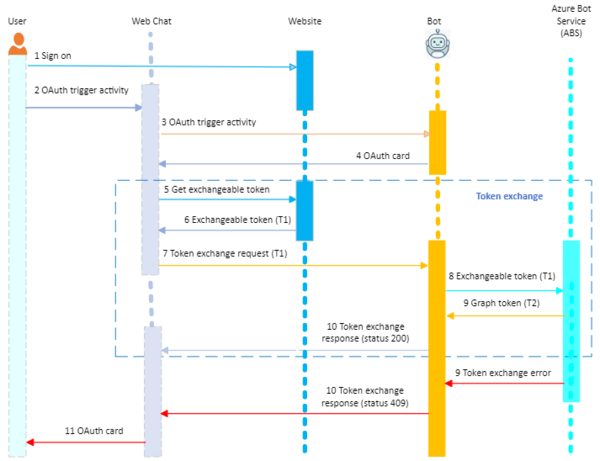 User
Web Chat
Website
Bot
Azure Bot
Service
(ABS)
1 Sign on
2 OAuth trigger activity
3 OAuth trigger activity
4 OAuth card
5 Get exchangeable token
Token exchange
6 Exchangeable token (T1)
7 Token exchange request (T1)
8 Exchangeable token (T1)
9 Graph token (T2)
10 Token exchange
response (status 200)
9 Token exchange error
10 Token exchange
response (status 409)
11 OAuth card